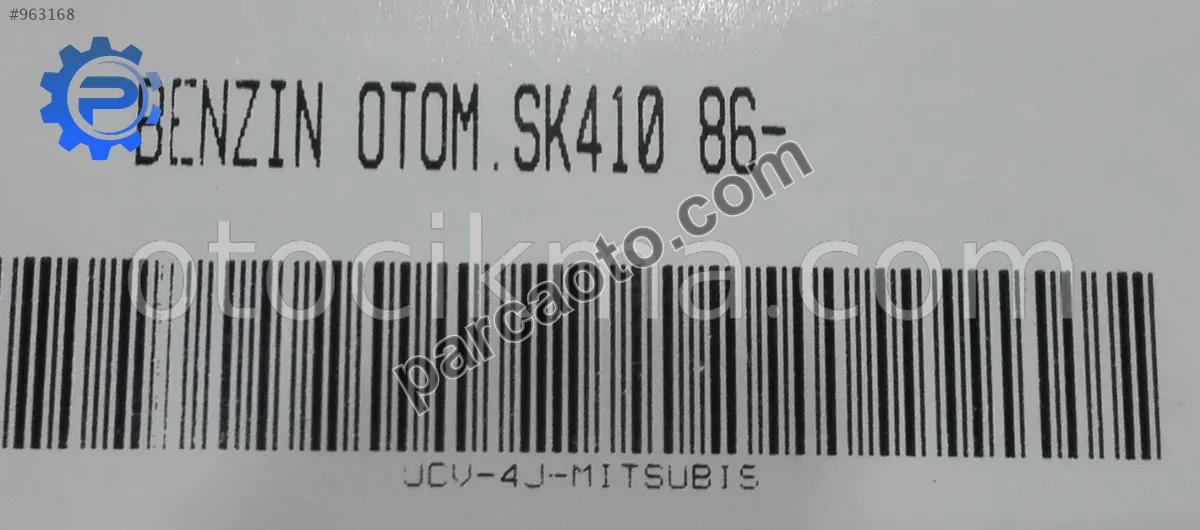 #963168
BENZIN OTOM.SK410 86-
otocikma.com
parcaoto.com
JCV-4J-MITSUBIS